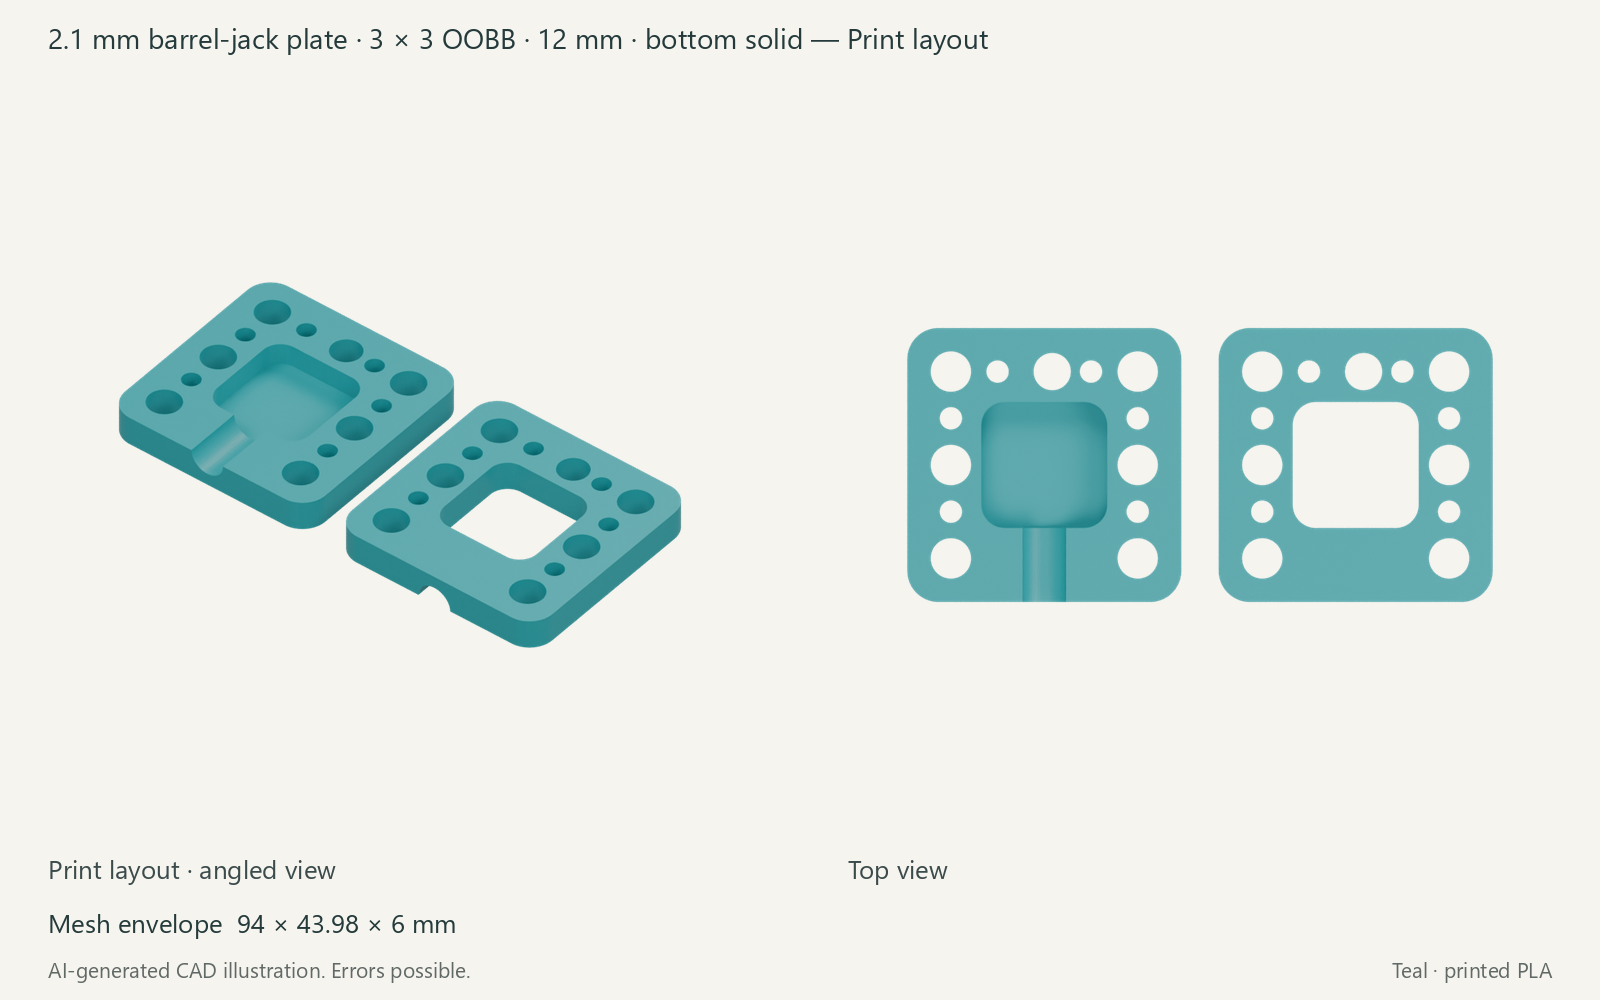 2.1 mm barrel-jack plate · 3 × 3 OOBB · 12 mm · bottom solid — Print layout
Print layout · angled view
Top view
Mesh envelope 94 × 43.98 × 6 mm
AI-generated CAD illustration. Errors possible.
Teal · printed PLA